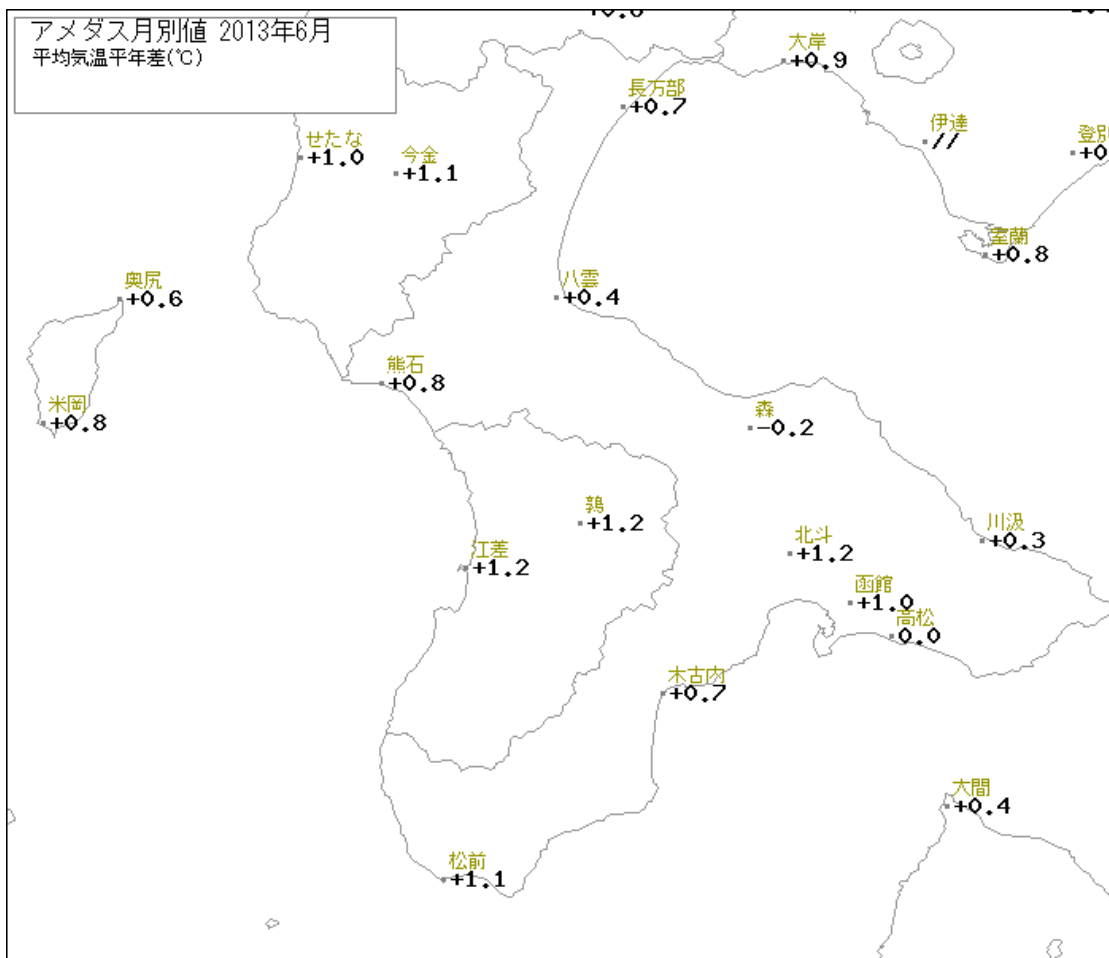 アメダス月別値 2013年6月
平均気温平年差(℃)
大岸
+0.9
長万部
+0.7
伊達
//
登別
+0
せたな
+1.0
今金
+1.1
室蘭
+0.8
奥尻
+0.6
八雲
+0.4
熊石
+0.8
米岡
+0.8
森
-0.2
鶉
+1.2
江差
+1.2
北斗
+1.2
川汲
+0.3
函館
+1.0
高松
0.0
木古内
+0.7
大間
+0.4
松前
+1.1